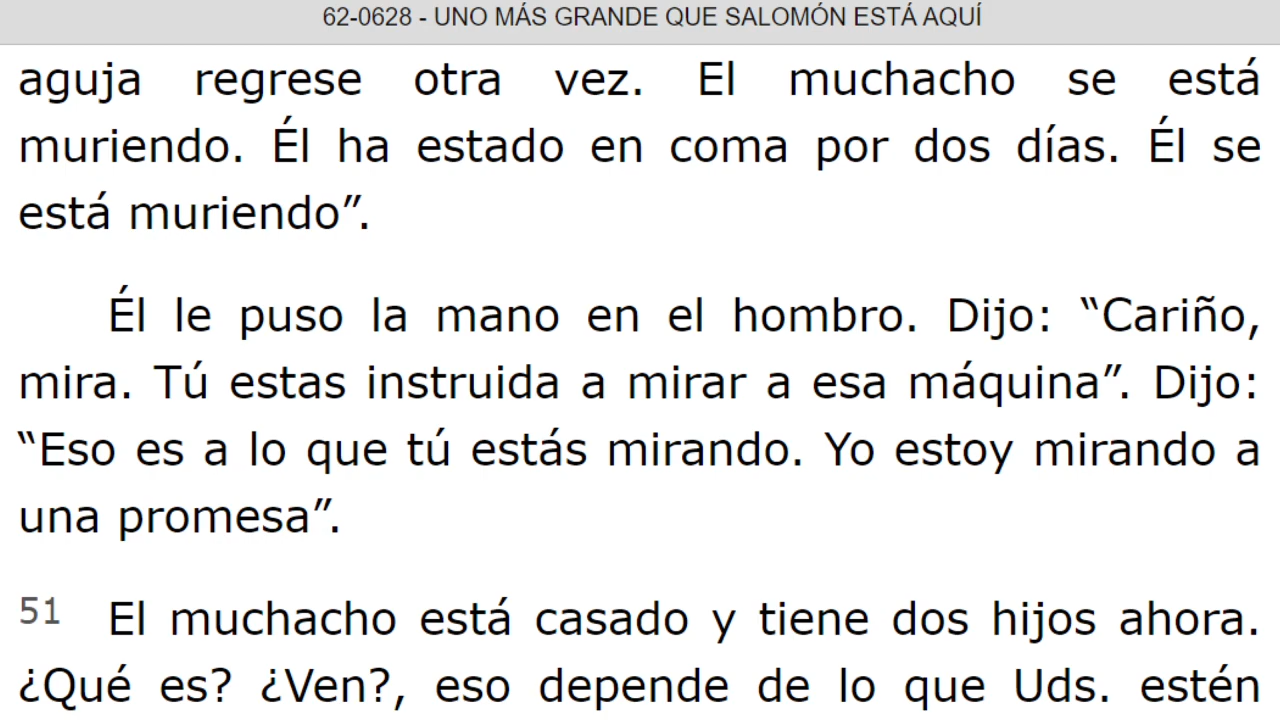 62-0628 - UNO MÁS GRANDE QUE SALOMÓN ESTÁ AQUÍ
aguja regrese otra vez. El muchacho se está
muriendo. Él ha estado en coma por dos días. Él se
está muriendo”.
Él le puso la mano en el hombro. Dijo: “Cariño,
mira. Tú estas instruida a mirar a esa máquina”. Dijo:
“Eso es a lo que tú estás mirando. Yo estoy mirando a
una promesa”.
51 El muchacho está casado y tiene dos hijos ahora.
¿Qué es? ¿Ven?, eso depende de lo que Uds. estén